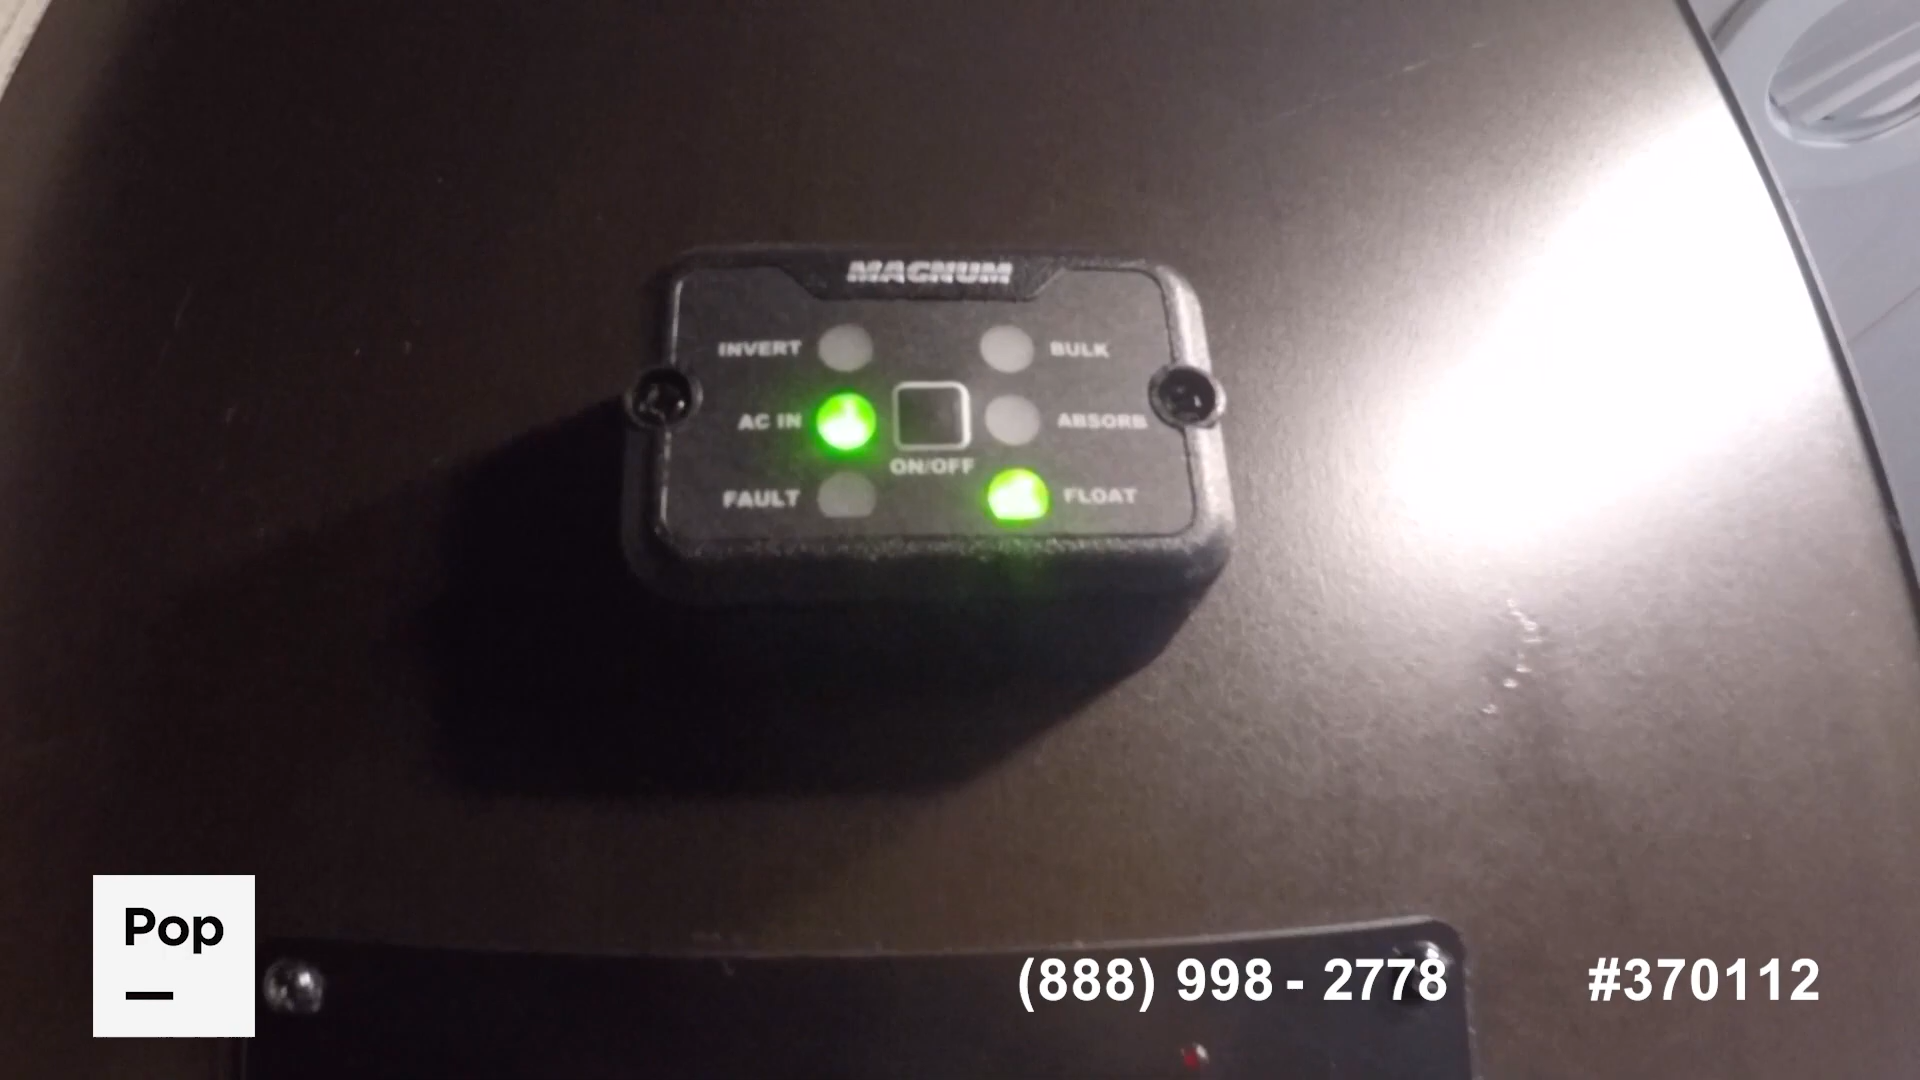 MAGNUM
INVERT BULK
AC IN ABSORB
ON/OFF
FAULT FLOAT
Pop
(888) 998 - 2778 #370112